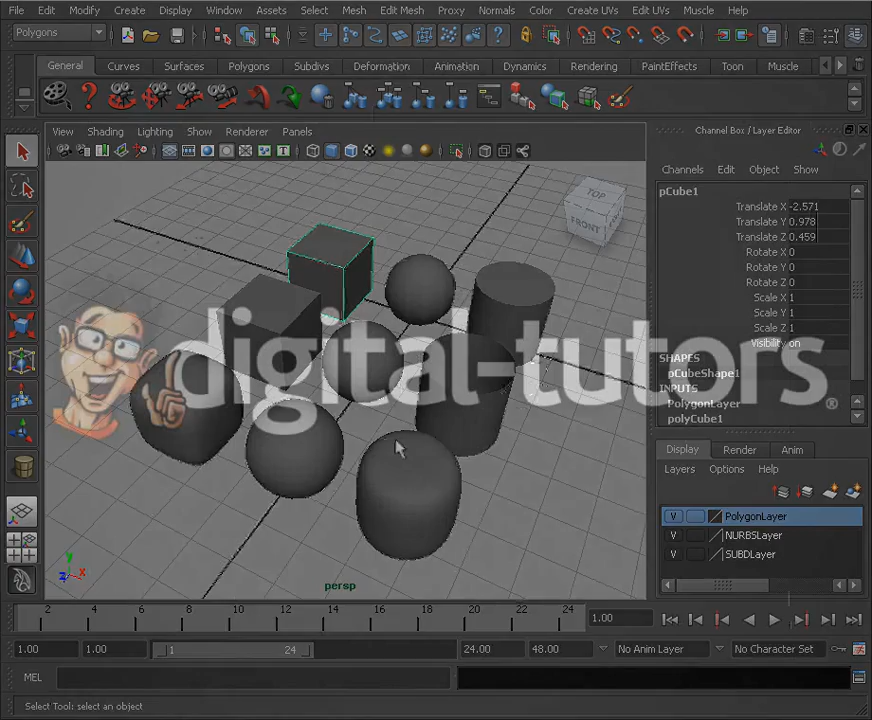 File Edit Modify Create Display Window Assets Select Mesh Edit Mesh Proxy Normals Color Create UVs Edit UVs Muscle Help
Polygons
General Curves Surfaces Polygons Subdivs Deformation Animation Dynamics Rendering PaintEffects Toon Muscle
View Shading Lighting Show Renderer Panels
Channel Box / Layer Editor
Channels Edit Object Show
pCube1
Translate X -2.571
Translate Y 0.978
Translate Z 0.459
Rotate X 0
Rotate Y 0
Rotate Z 0
Scale X 1
Scale Y 1
Scale Z 1
Visibility on
SHAPES
pCubeShape1
INPUTS
PolygonLayer
polyCube1
TOP
FRONT
digital-tutors
®
persp
y
z x
Display Render Anim
Layers Options Help
V PolygonLayer
V NURBSLayer
V SUBDLayer
2 4 6 8 10 12 14 16 18 20 22 24 1.00
1.00 1.00 1 24 24.00 48.00 No Anim Layer No Character Set
MEL
Select Tool: select an object